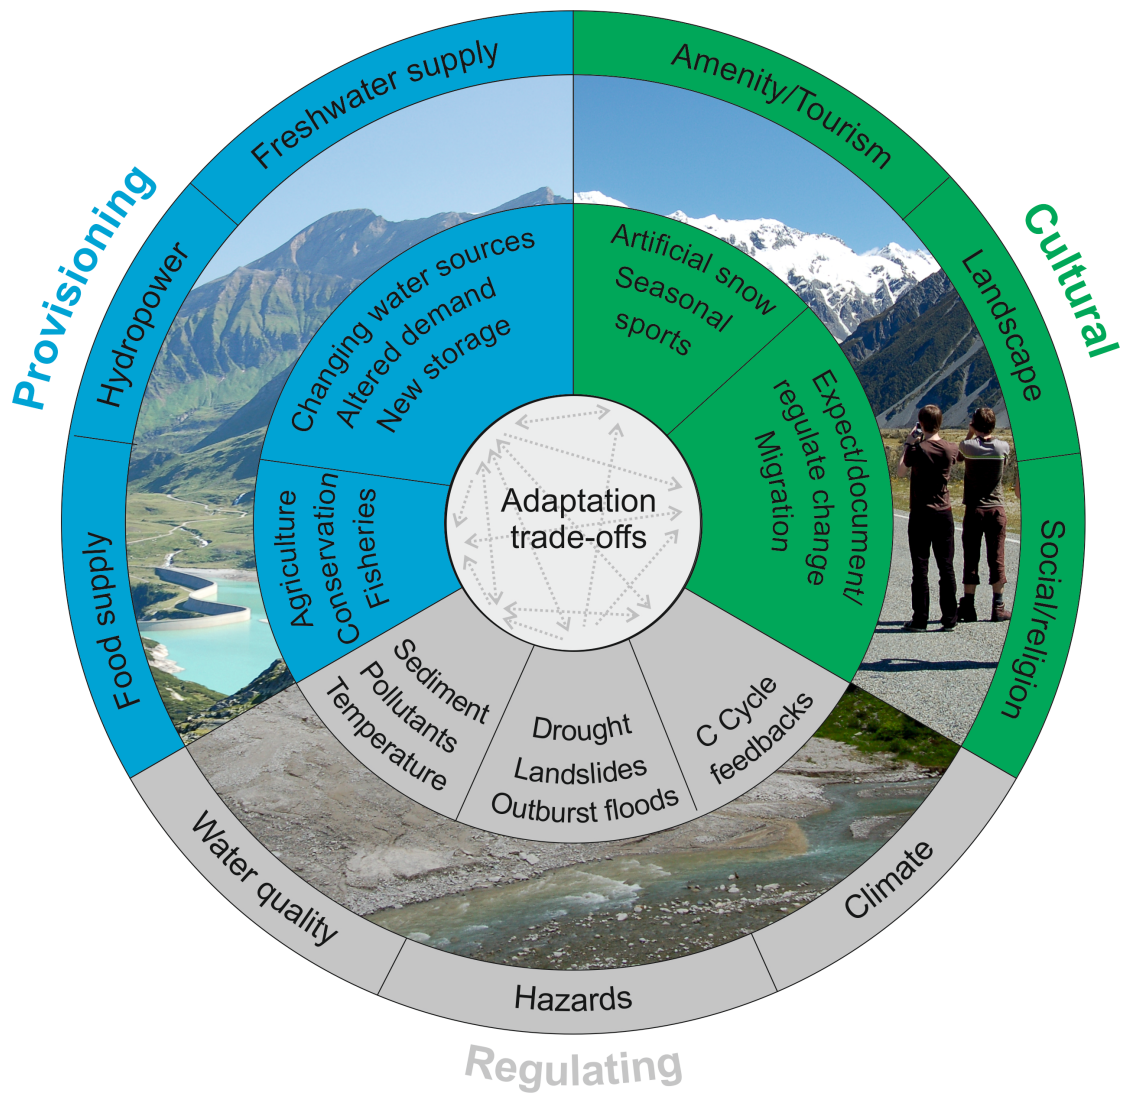 Provisioning
Freshwater supply
Hydropower
Food supply
Changing water sources
Altered demand
New storage
Agriculture
Conservation
Fisheries
Cultural
Amenity/Tourism
Landscape
Social/religion
Artificial snow
Seasonal
sports
Expect/document/
regulate change
Migration
Adaptation
trade-offs
Regulating
Water quality
Hazards
Climate
Sediment
Pollutants
Temperature
Drought
Landslides
Outburst floods
C Cycle
feedbacks